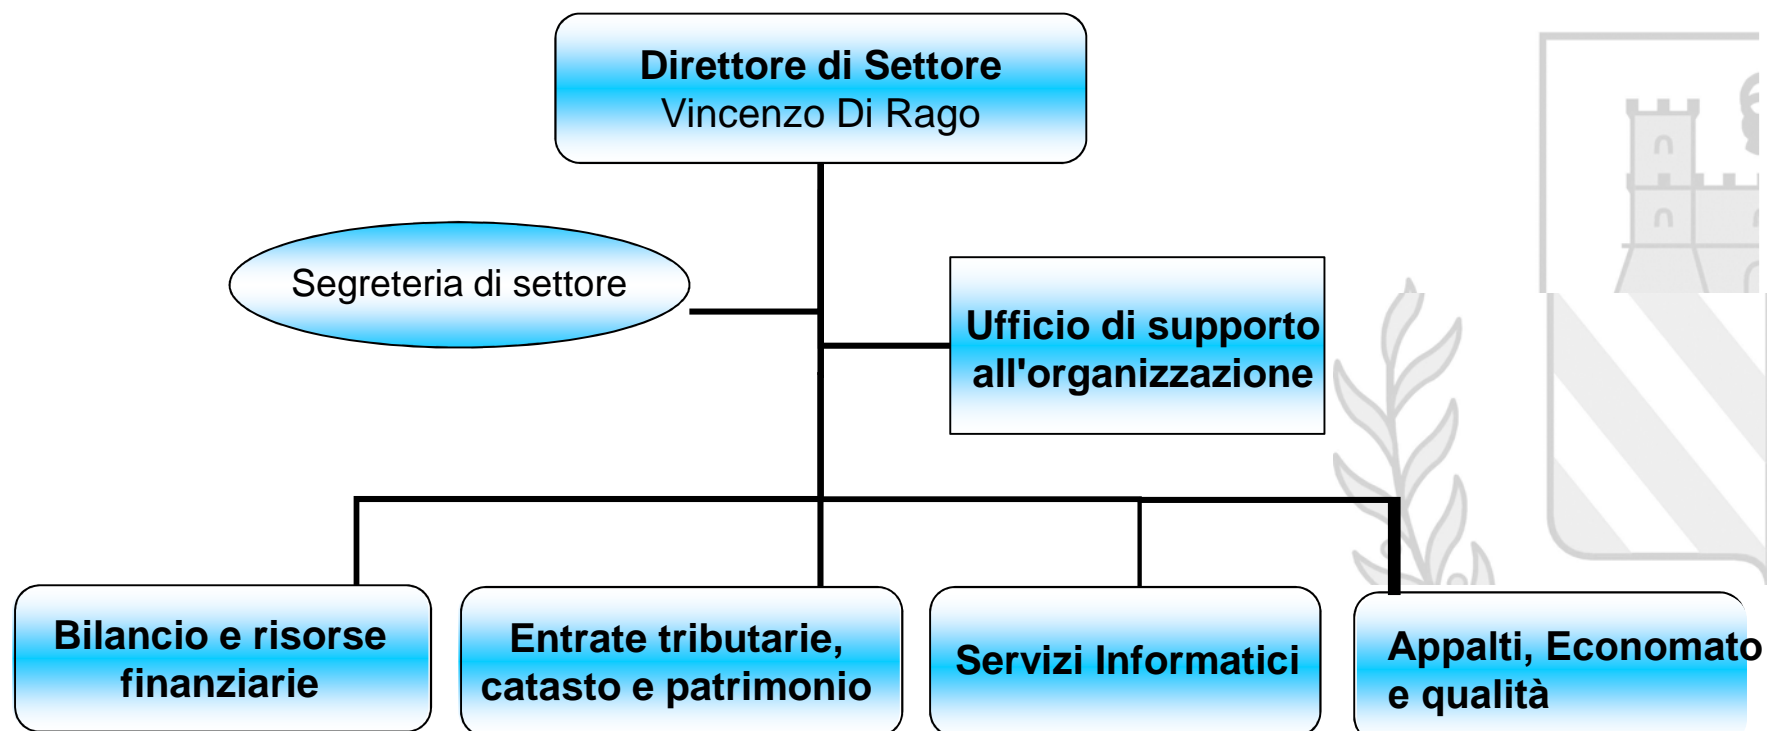 Direttore di Settore
Vincenzo Di Rago
Segreteria di settore
Ufficio di supporto
all'organizzazione
Bilancio e risorse
finanziarie
Entrate tributarie,
catasto e patrimonio
Servizi Informatici
Appalti, Economato
e qualità